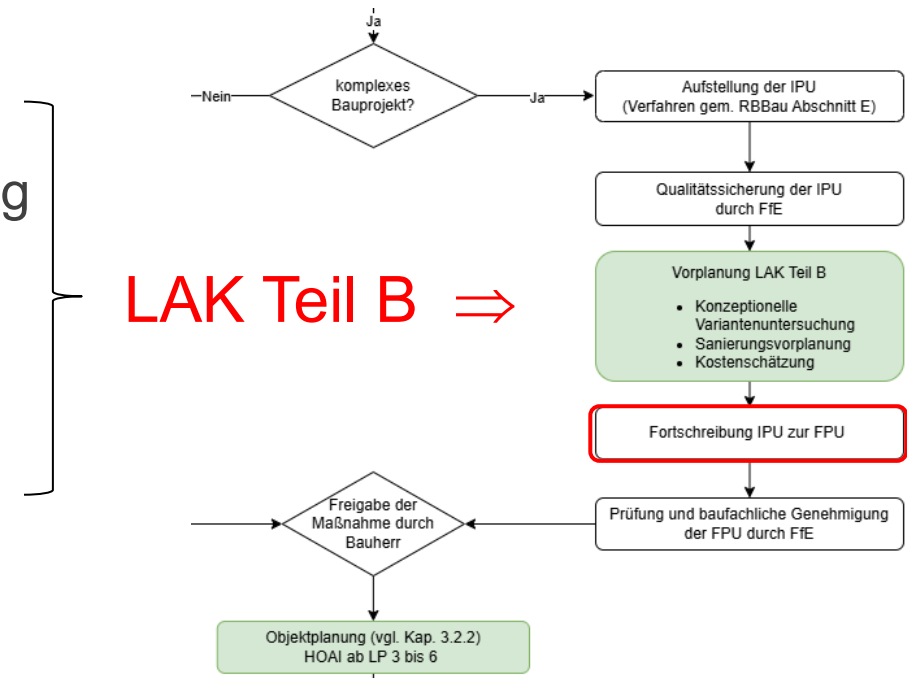 Ja
komplexes
Bauprojekt?
Nein
Ja
Aufstellung der IPU
(Verfahren gem. RBBau Abschnitt E)
g
Qualitätssicherung der IPU
durch FfE
LAK Teil B ⇒
Vorplanung LAK Teil B
• Konzeptionelle
Variantenuntersuchung
• Sanierungsvorplanung
• Kostenschätzung
Fortschreibung IPU zur FPU
Freigabe der
Maßnahme durch
Bauherr
Prüfung und baufachliche Genehmigung
der FPU durch FfE
Objektplanung (vgl. Kap. 3.2.2)
HOAI ab LP 3 bis 6